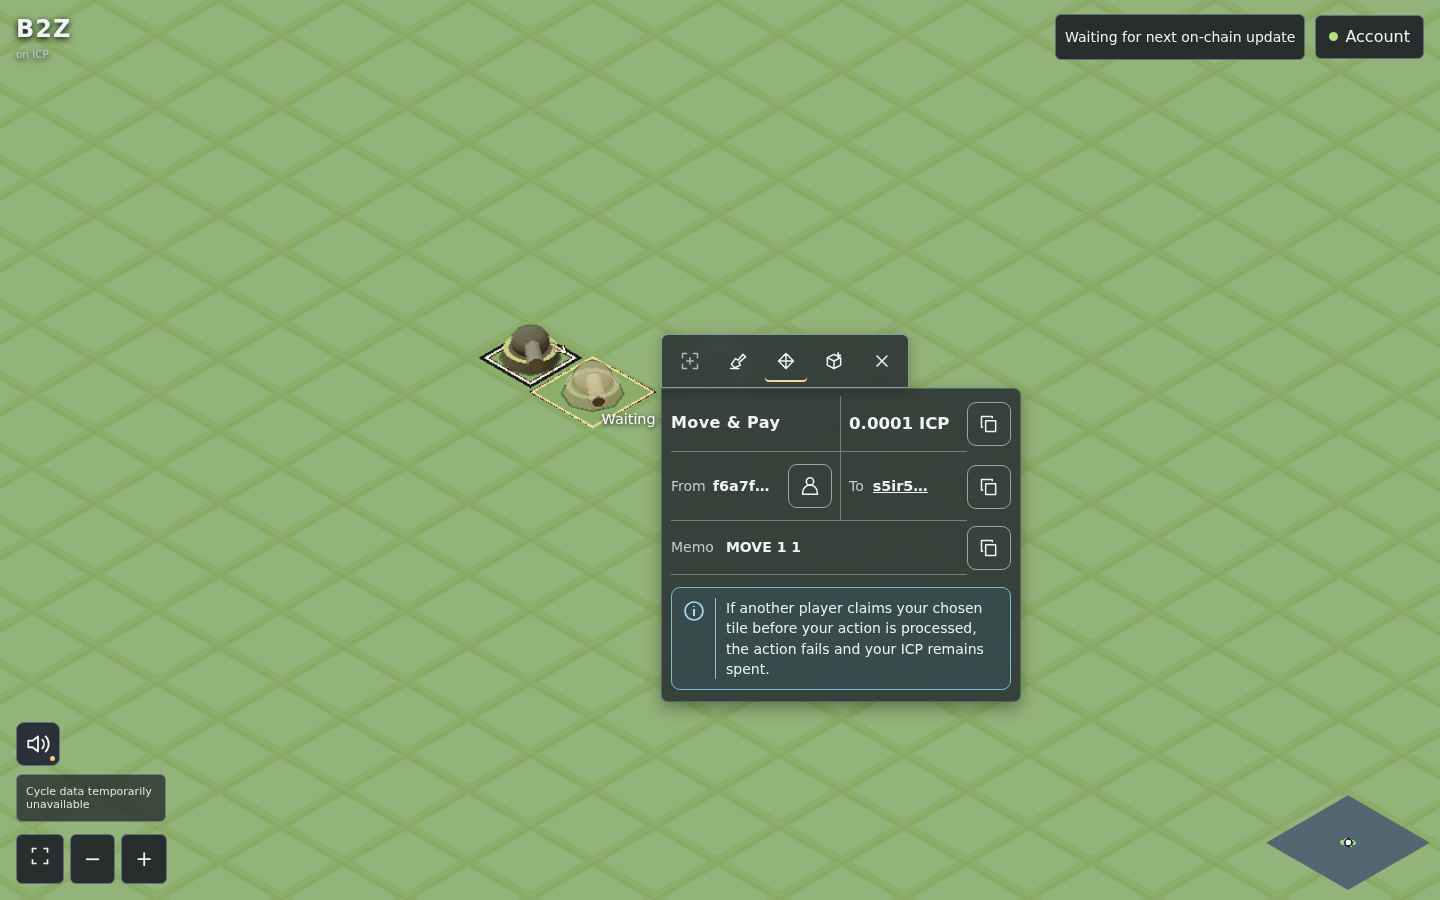 B2Z
on ICP
Waiting for next on-chain update
Account
Waiting
Move & Pay
0.0001 ICP
From f6a7f…
To s5ir5…
Memo MOVE 1 1
If another player claims your chosen
tile before your action is processed,
the action fails and your ICP remains
spent.
Cycle data temporarily
unavailable